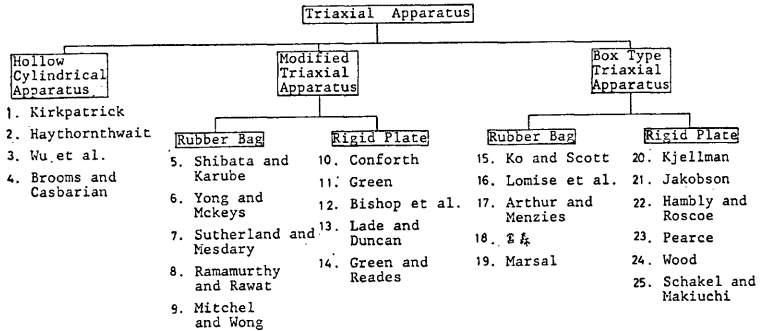 Triaxial Apparatus
Hollow
Cylindrical
Apparatus
1. Kirkpatrick
2. Haythornthwait
3. Wu et al.
4. Brooms and
Casbarian
Modified
Triaxial
Apparatus
Rubber Bag
5. Shibata and
Karube
6. Yong and
Mckeys
7. Sutherland and
Mesdary
8. Ramamurthy
and Rawat
9. Mitchel
and Wong
Rigid Plate
10. Conforth
11. Green
12. Bishop et al.
13. Lade and
Duncan
14. Green and
Reades
Box Type
Triaxial
Apparatus
Rubber Bag
15. Ko and Scott
16. Lomise et al.
17. Arthur and
Menzies
18.
19. Marsal
Rigid Plate
20. Kjellman
21. Jakobson
22. Hambly and
Roscoe
23. Pearce
24. Wood
25. Schakel and
Makiuchi